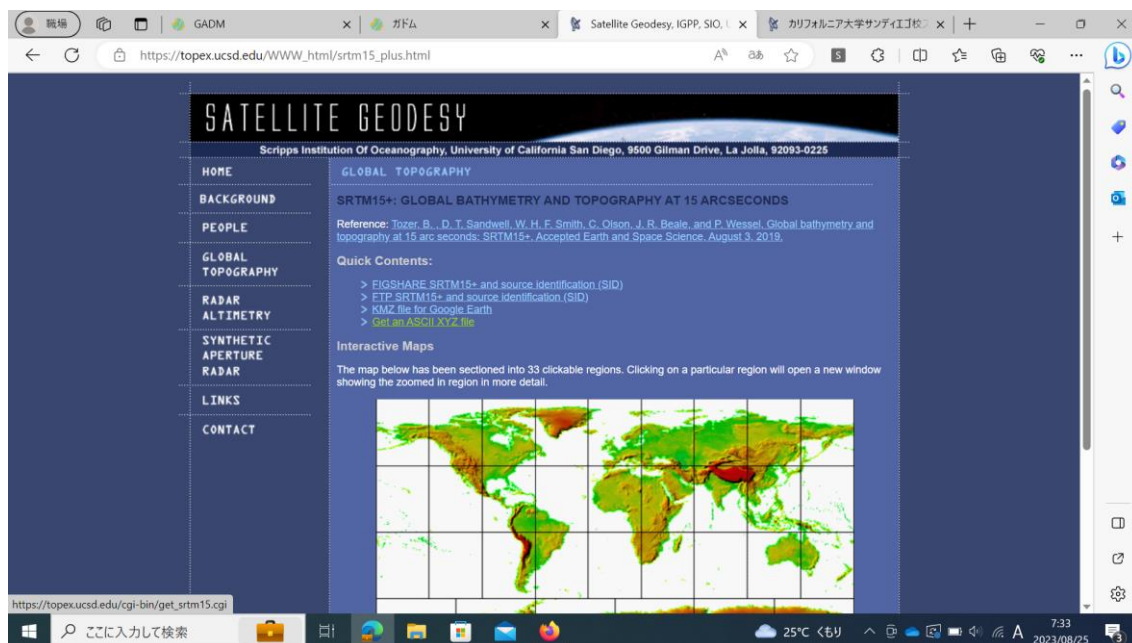 職場
GADM
ガドム
Satellite Geodesy, IGPP, SIO, U
カリフォルニア大学サンディエゴ校
https://topex.ucsd.edu/WWW_html/srtm15_plus.html
SATELLITE GEODESY
Scripps Institution Of Oceanography, University of California San Diego, 9500 Gilman Drive, La Jolla, 92093-0225
HOME
BACKGROUND
PEOPLE
GLOBAL
TOPOGRAPHY
RADAR
ALTIMETRY
SYNTHETIC
APERTURE
RADAR
LINKS
CONTACT
GLOBAL TOPOGRAPHY
SRTM15+: GLOBAL BATHYMETRY AND TOPOGRAPHY AT 15 ARCSECONDS
Reference: Tozer, B. , D. T. Sandwell, W. H. F. Smith, C. Olson, J. R. Beale, and P. Wessel, Global bathymetry and
topography at 15 arc seconds: SRTM15+, Accepted Earth and Space Science, August 3, 2019.
Quick Contents:
> FIGSHARE SRTM15+ and source identification (SID)
> FTP SRTM15+ and source identification (SID)
> KMZ file for Google Earth
> Get an ASCII XYZ file
Interactive Maps
The map below has been sectioned into 33 clickable regions. Clicking on a particular region will open a new window
showing the zoomed in region in more detail.
https://topex.ucsd.edu/cgi-bin/get_srtm15.cgi
ここに入力して検索
25°C くもり
A
7:33
2023/08/25
3